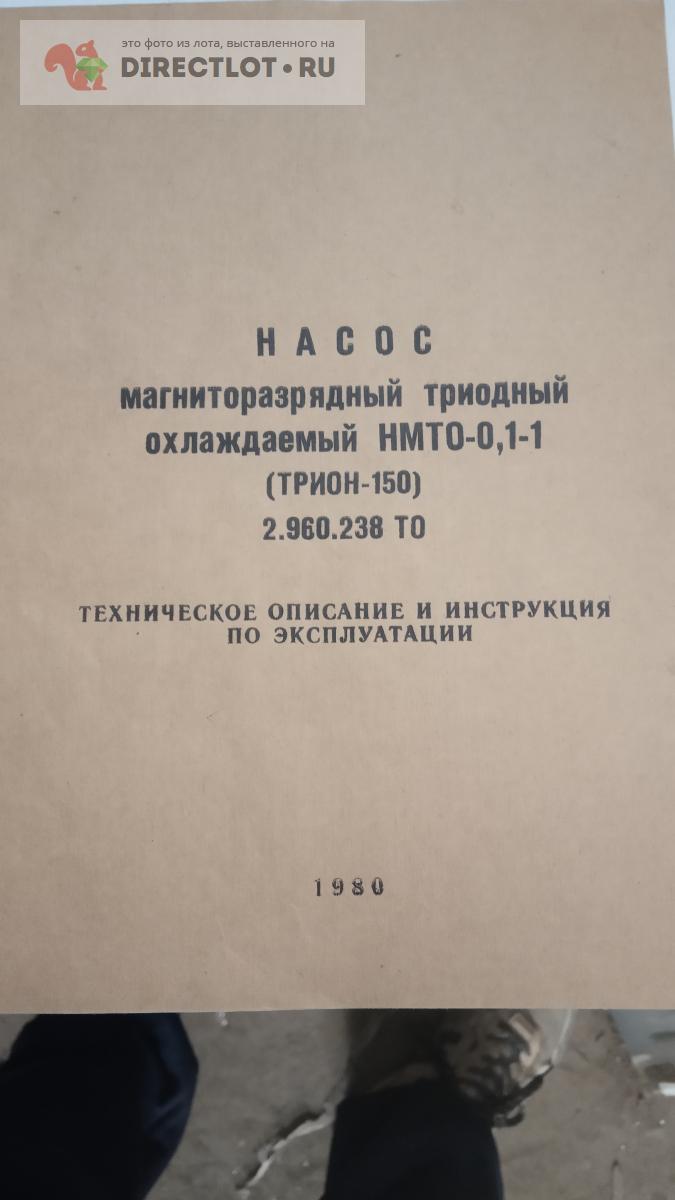 это фото из лота, выставленного на
DIRECTLOT•RU
НАСОС
магниторазрядный триодный
охлаждаемый НМТО-0,1-1
(ТРИОН-150)
2.960.238 ТО
ТЕХНИЧЕСКОЕ ОПИСАНИЕ И ИНСТРУКЦИЯ
ПО ЭКСПЛУАТАЦИИ
1980